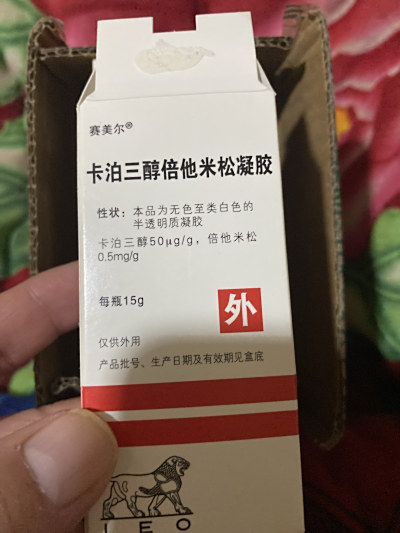 赛美尔®
卡泊三醇倍他米松凝胶
性状：本品为无色至类白色的
半透明质凝胶
卡泊三醇50μg/g，倍他米松
0.5mg/g
每瓶15g
外
仅供外用
产品批号、生产日期及有效期见盒底
LEO